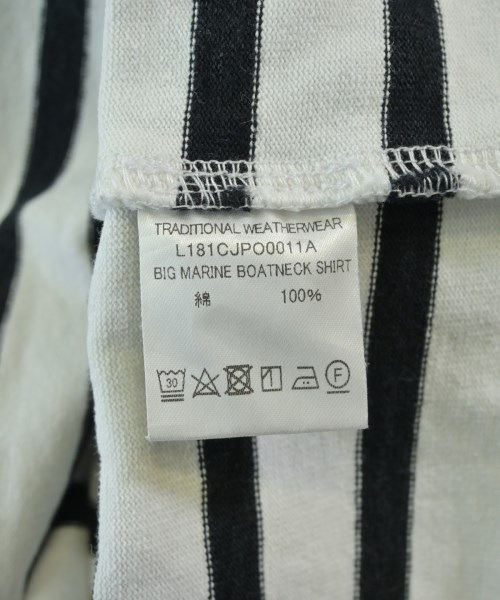 TRADITIONAL WEATHERWEAR
L181CJPO0011A
BIG MARINE BOATNECK SHIRT
綿 100%
30 F